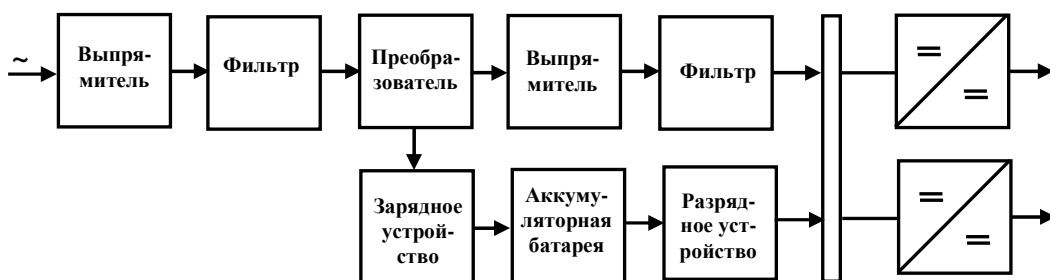 ~
Выпря-
митель
Фильтр
Преобра-
зователь
Выпря-
митель
Фильтр
=
=
Зарядное
устрой-
ство
Аккуму-
ляторная
батарея
Разряд-
ное уст-
ройство
=
=